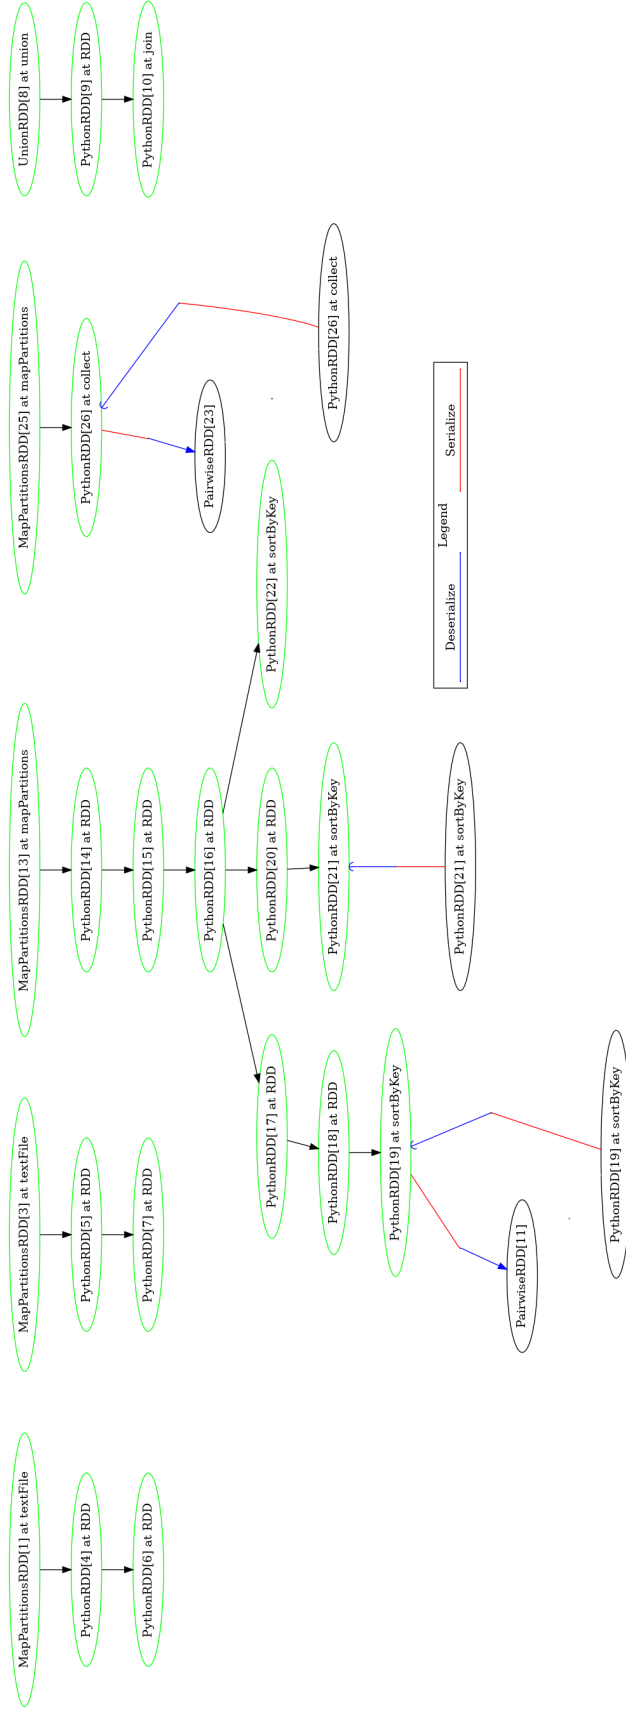 MapPartitionsRDD[1] at textFile
PythonRDD[4] at RDD
PythonRDD[6] at RDD
MapPartitionsRDD[3] at textFile
PythonRDD[5] at RDD
PythonRDD[7] at RDD
MapPartitionsRDD[13] at mapPartitions
PythonRDD[14] at RDD
PythonRDD[15] at RDD
PythonRDD[16] at RDD
PythonRDD[17] at RDD
PythonRDD[20] at RDD
PythonRDD[22] at sortByKey
PythonRDD[18] at RDD
PythonRDD[21] at sortByKey
PythonRDD[19] at sortByKey
PythonRDD[21] at sortByKey
PairwiseRDD[11]
PythonRDD[19] at sortByKey
MapPartitionsRDD[25] at mapPartitions
PythonRDD[26] at collect
PairwiseRDD[23]
PythonRDD[26] at collect
UnionRDD[8] at union
PythonRDD[9] at RDD
PythonRDD[10] at join
Legend
Deserialize
Serialize